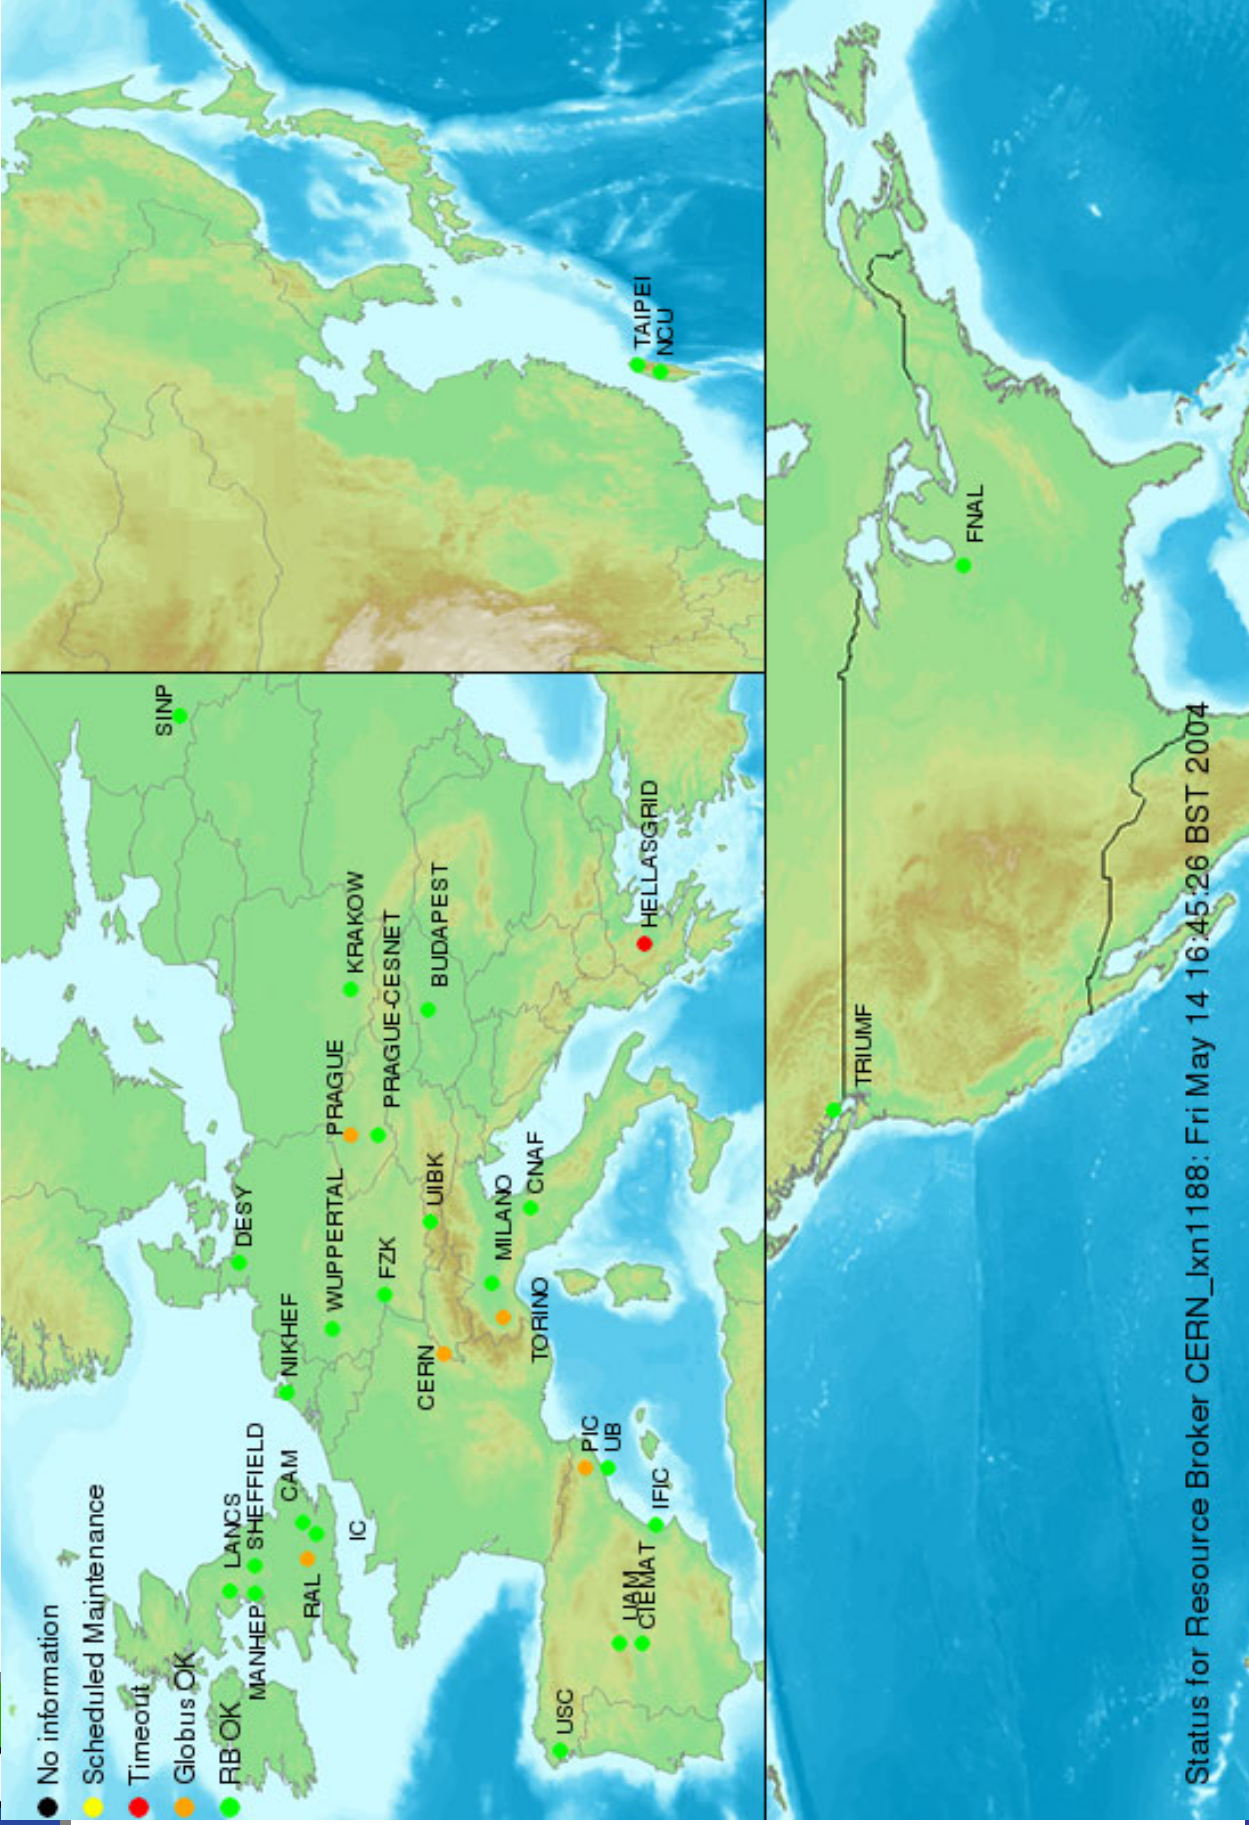 No information
Scheduled Maintenance
Timeout
Globus OK
RB OK
LANCS
MANHEP
SHEFFIELD
CAM
RAL
IC
NIKHEF
DESY
WUPPERTAL
FZK
PRAGUE
PRAGUE-CESNET
KRAKOW
BUDAPEST
SINP
CERN
UIBK
MILANO
TORINO
CNAF
HELLASGRID
USC
PIC
UB
IFIC
UAM
CIEMAT
TAIPEI
NCU
TRIUMF
FNAL
Status for Resource Broker CERN_lxn1188: Fri May 14 16:45:26 BST 2004